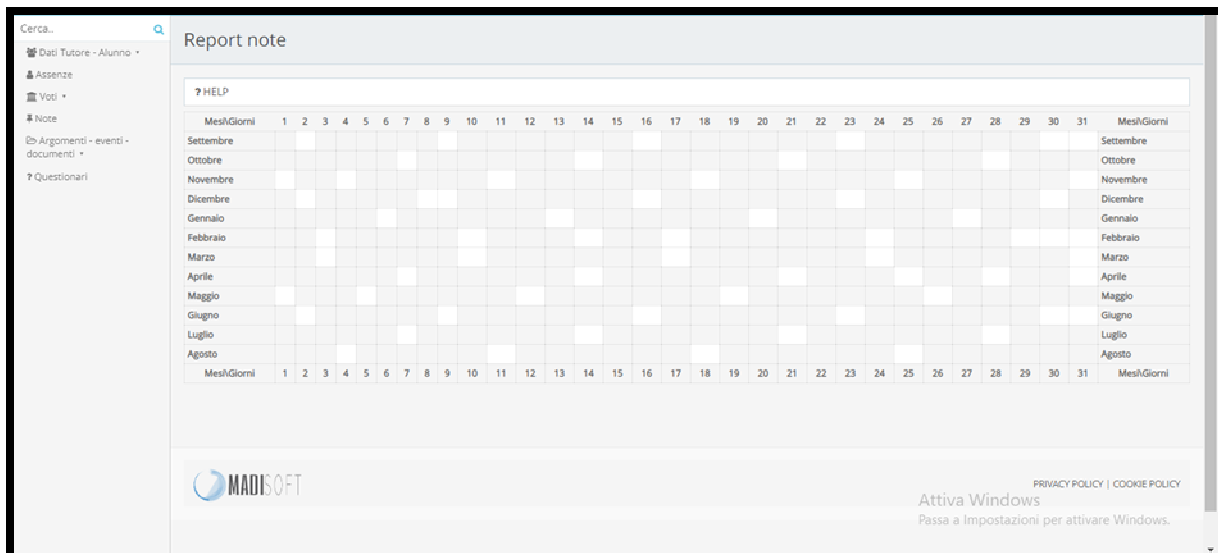 Cerca..
Dati Tutore - Alunno
Assenze
Voti
Note
Argomenti - eventi -
documenti
? Questionari
Report note
? HELP
Mesi\Giorni 1 2 3 4 5 6 7 8 9 10 11 12 13 14 15 16 17 18 19 20 21 22 23 24 25 26 27 28 29 30 31 Mesi\Giorni
Settembre Settembre
Ottobre Ottobre
Novembre Novembre
Dicembre Dicembre
Gennaio Gennaio
Febbraio Febbraio
Marzo Marzo
Aprile Aprile
Maggio Maggio
Giugno Giugno
Luglio Luglio
Agosto Agosto
Mesi\Giorni 1 2 3 4 5 6 7 8 9 10 11 12 13 14 15 16 17 18 19 20 21 22 23 24 25 26 27 28 29 30 31 Mesi\Giorni
MADISOFT
PRIVACY POLICY | COOKIE POLICY
Attiva Windows
Passa a Impostazioni per attivare Windows.